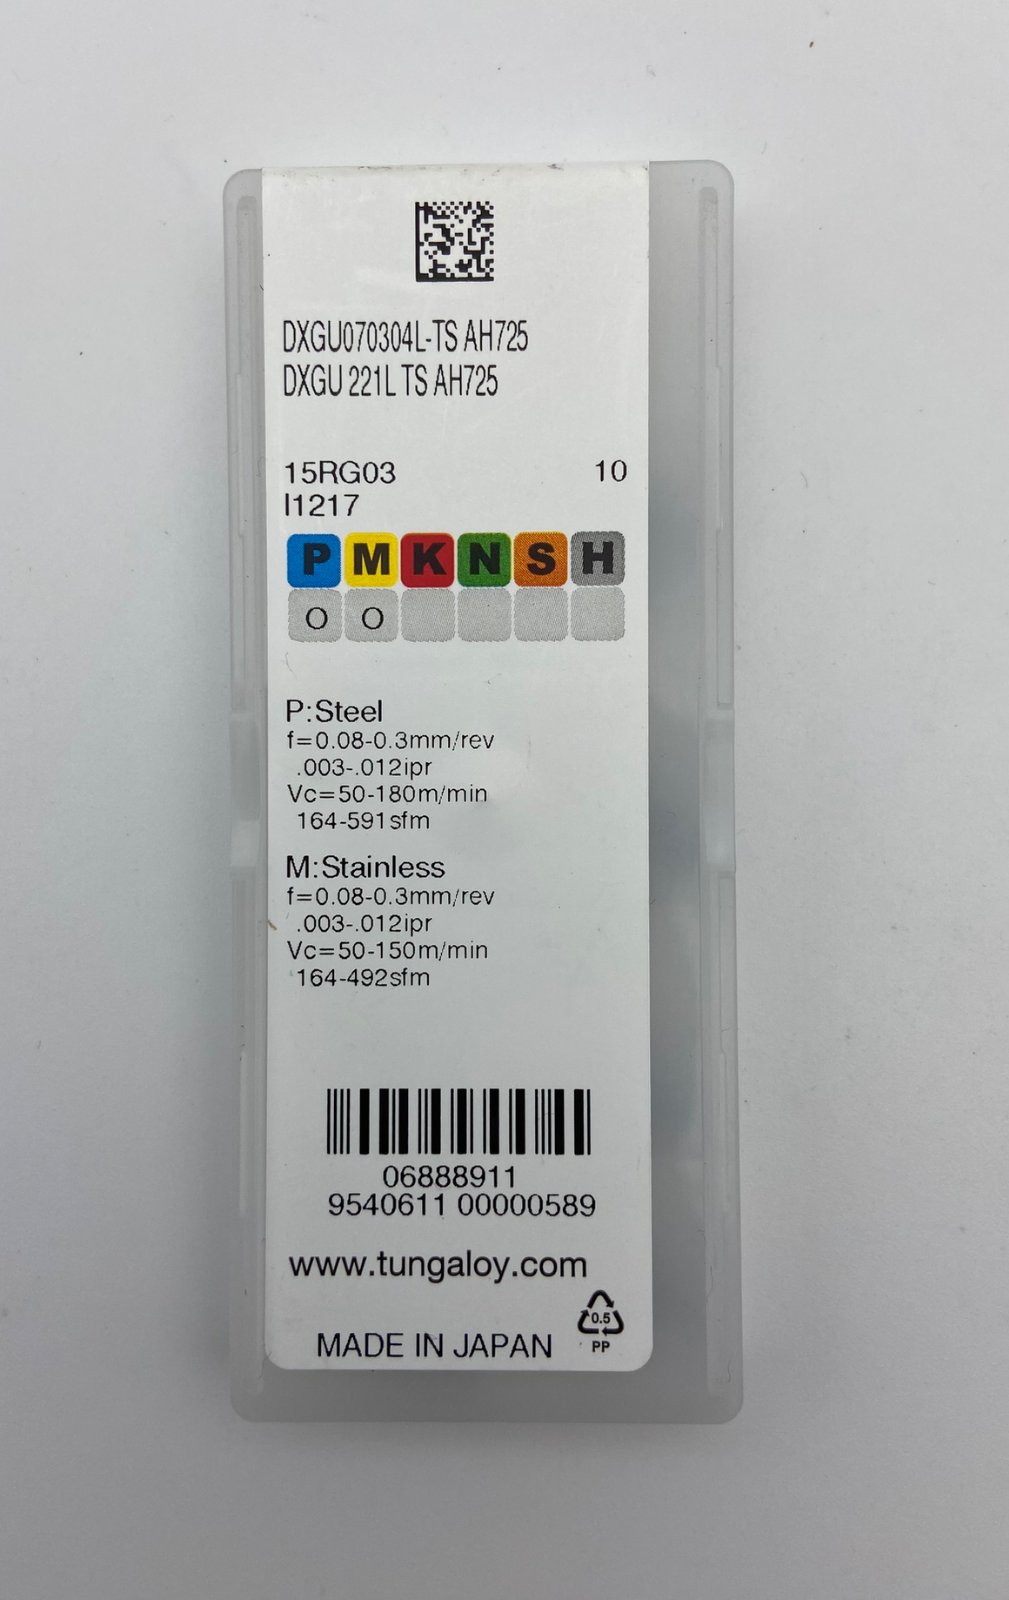 DXGU070304L-TS AH725
DXGU 221L TS AH725
15RG03 10
I1217
P M K N S H
O O
P:Steel
f=0.08-0.3mm/rev
.003-.012ipr
Vc=50-180m/min
164-591sfm
M:Stainless
f=0.08-0.3mm/rev
.003-.012ipr
Vc=50-150m/min
164-492sfm
06888911
9540611 00000589
www.tungaloy.com
0.5
MADE IN JAPAN PP